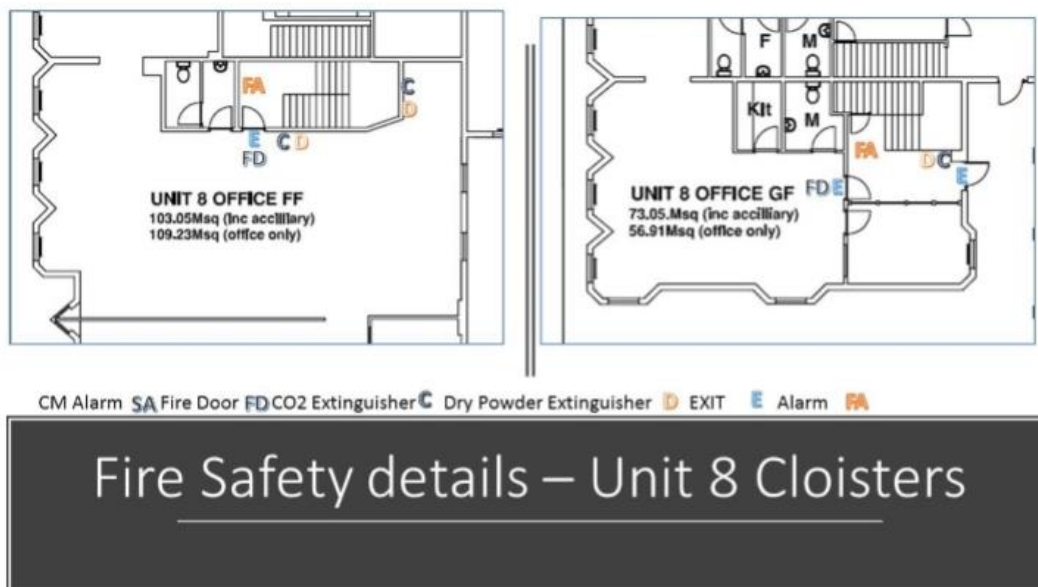 FA
C
D
E
C
D
FD
UNIT 8 OFFICE FF
103.05Msq (inc accilliary)
109.23Msq (office only)
F
M
Kit
M
FA
D
C
E
FD
E
UNIT 8 OFFICE GF
73.05.Msq (inc accilliary)
56.91Msq (office only)
CM Alarm SA Fire Door FD CO2 Extinguisher C Dry Powder Extinguisher D EXIT E Alarm FA
Fire Safety details – Unit 8 Cloisters